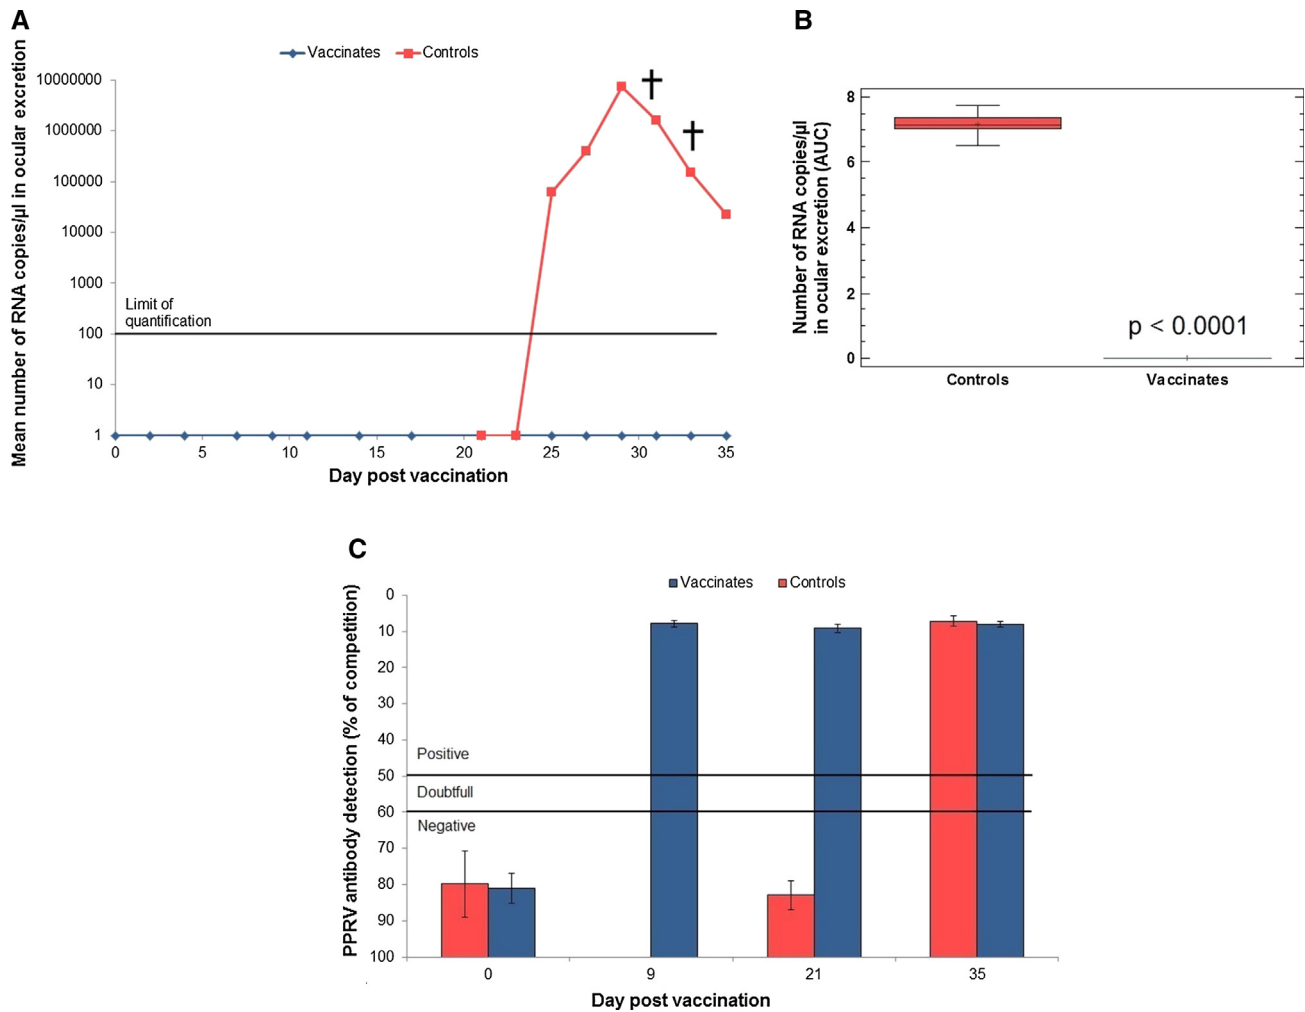 A
Vaccinates
Controls
Mean number of RNA copies/µl in ocular excretion
10000000
1000000
100000
10000
1000
100
10
1
Limit of
quantification
0
5
10
15
20
25
30
35
Day post vaccination
B
Number of RNA copies/µl
in ocular excretion (AUC)
8
6
4
2
0
p < 0.0001
Controls
Vaccinates
C
Vaccinates
Controls
PPRV antibody detection (% of competition)
0
10
20
30
40
50
60
70
80
90
100
Positive
Doubtfull
Negative
0
9
21
35
Day post vaccination